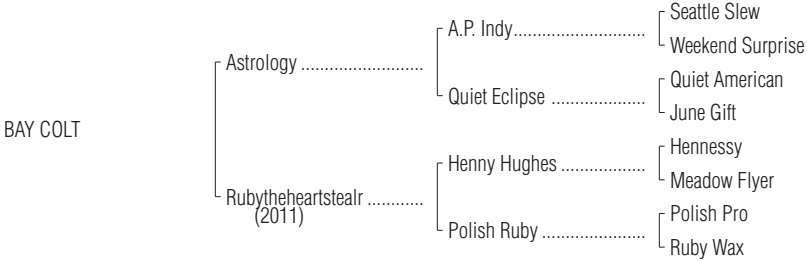 Seattle Slew
A.P. Indy............................
Weekend Surprise
Astrology ..........................
Quiet American
Quiet Eclipse ....................
June Gift
BAY COLT
Hennessy
Henny Hughes ..................
Meadow Flyer
Rubytheheartstealr ............
(2011)
Polish Pro
Polish Ruby ......................
Ruby Wax